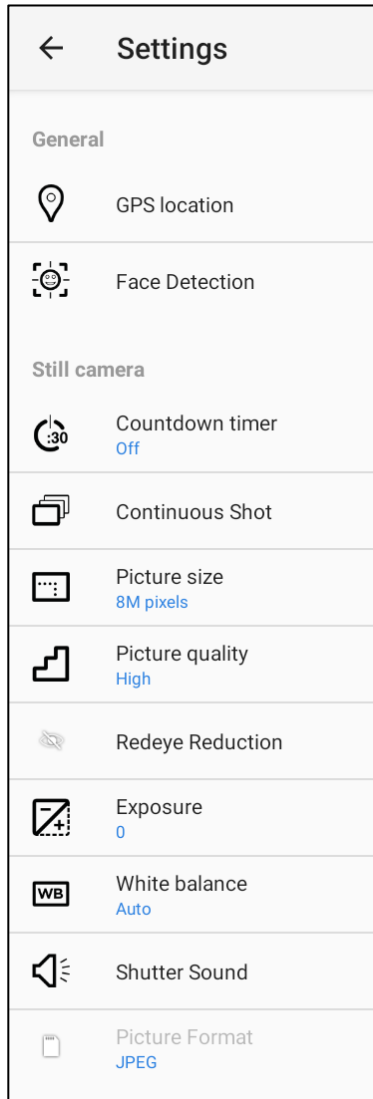 Settings
General
GPS location
Face Detection
Still camera
:30
Countdown timer
Off
Continuous Shot
Picture size
8M pixels
Picture quality
High
Redeye Reduction
Exposure
0
WB
White balance
Auto
Shutter Sound
Picture Format
JPEG